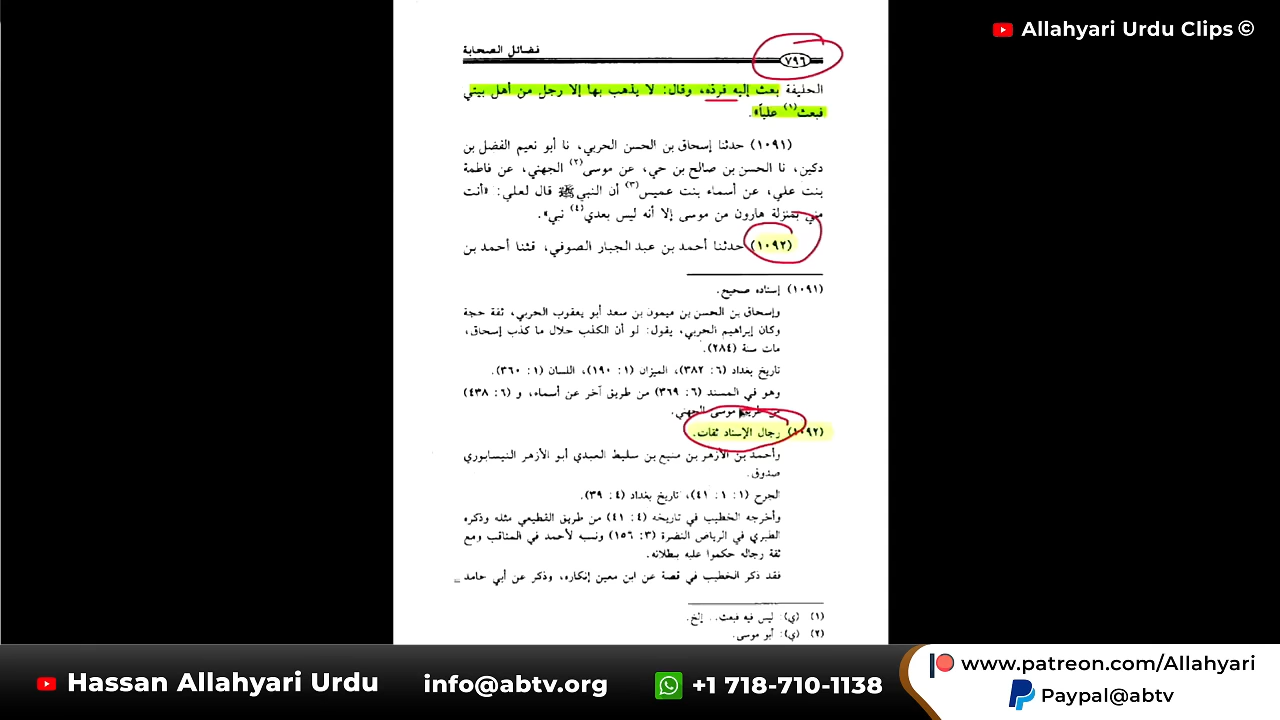 Allahyari Urdu Clips ©
فضائل الصحابة
٧٩٦
الحليفة بعث إليه فرده، وقال: لا يذهب بها إلا رجل من أهل بيتي
فبعث(١) علياً».
(١٠٩١) حدثنا إسحاق بن الحسن الحربي، نا أبو نعيم الفضل بن
دكين، نا الحسن بن صالح بن حي، عن موسى(٢) الجهني، عن فاطمة
بنت علي، عن أسماء بنت عميس(٣) أن النبي ﷺ قال لعلي: «أنت
مني بمنزلة هارون من موسى إلا أنه ليس بعدي(٤) نبي».
(١٠٩٢) حدثنا أحمد بن عبد الجبار الصوفي، قثنا أحمد بن
(١٠٩١) إسناده صحيح.
وإسحاق بن الحسن بن ميمون بن سعد أبو يعقوب الحربي، ثقة حجة
وكان إبراهيم الحربي، يقول: لو أن الكذب حلال ما كذب إسحاق،
مات سنة (٢٨٤).
تاريخ بغداد (٦ : ٣٨٢)، الميزان (١ : ١٩٠)، اللسان (١ : ٣٦٠).
وهو في المسند (٦ : ٣٦٩) من طريق آخر عن أسماء، و (٦ : ٤٣٨)
من طريق موسى الجهني.
(١٠٩٢) رجال الإسناد ثقات.
وأحمد بن الأزهر بن منيع بن سليط العبدي أبو الأزهر النيسابوري
صدوق.
الجرح (١ : ١ : ٤١)، تاريخ بغداد (٤ : ٣٩).
وأخرجه الخطيب في تاريخه (٤ : ٤١) من طريق القطيعي مثله وذكره
الطبري في الرياض النضرة (٣ : ١٥٦) ونسبه لأحمد في المناقب ومع
ثقة رجاله حكموا عليه ببطلانه.
فقد ذكر الخطيب في قصة عن ابن معين إنكاره، وذكر عن أبي حامد =
(١) (ي): ليس فيه فبعث.. إلخ.
(٢) (ي): أبو موسى.
Hassan Allahyari Urdu
info@abtv.org
+1 718-710-1138
www.patreon.com/Allahyari
Paypal@abtv